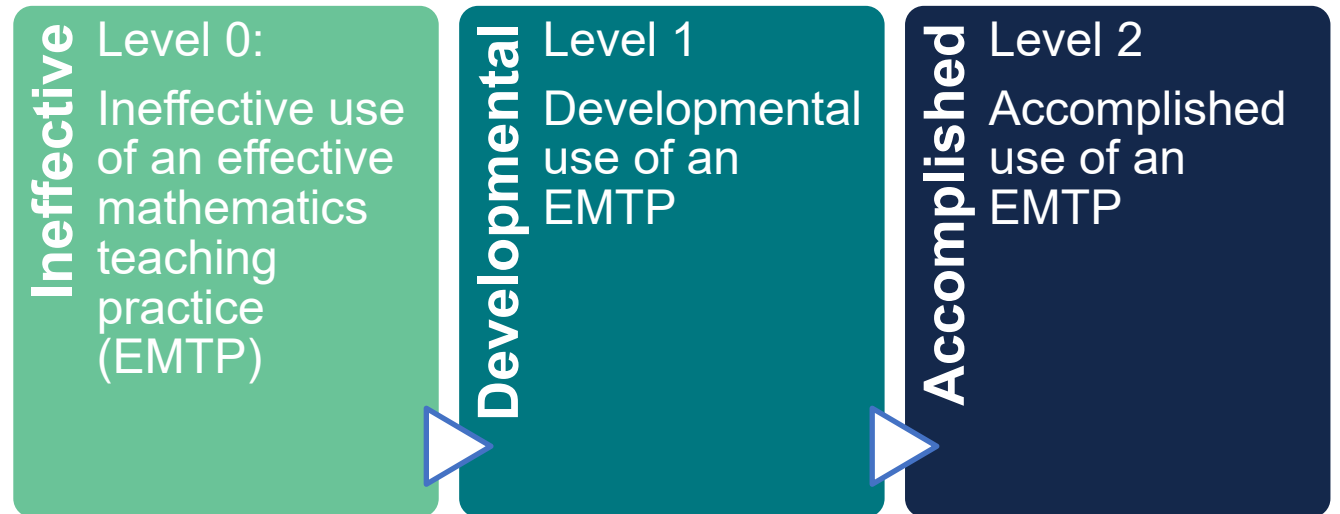 Ineffective
Level 0:
Ineffective use
of an effective
mathematics
teaching
practice
(EMTP)
Developmental
Level 1
Developmental
use of an
EMTP
Accomplished
Level 2
Accomplished
use of an
EMTP